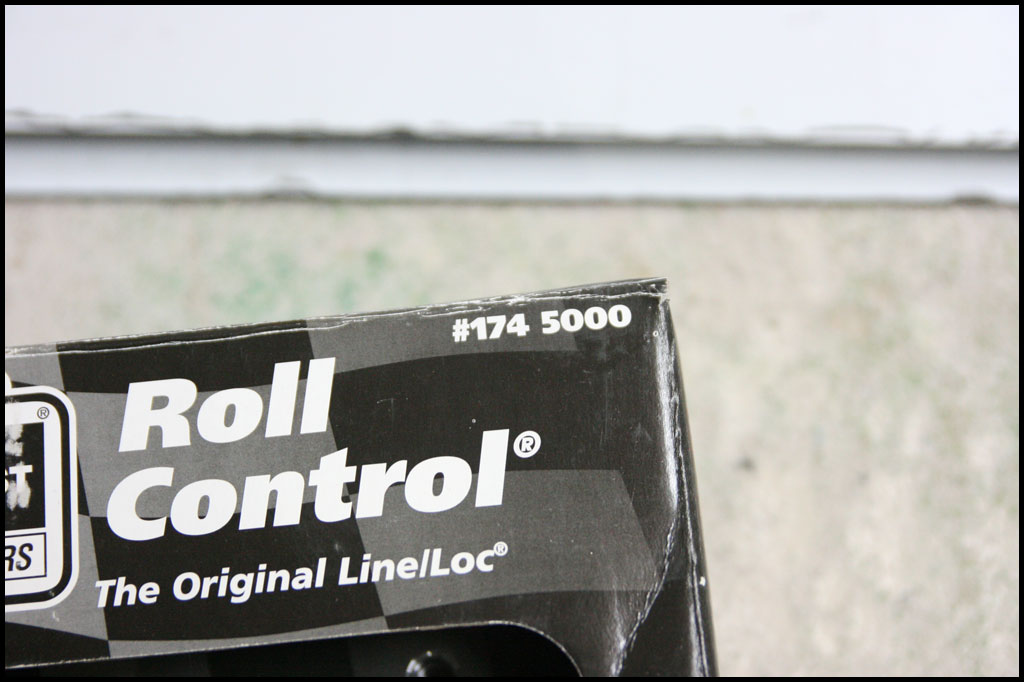 #174 5000
Roll
Control®
The Original Line/Loc®
®